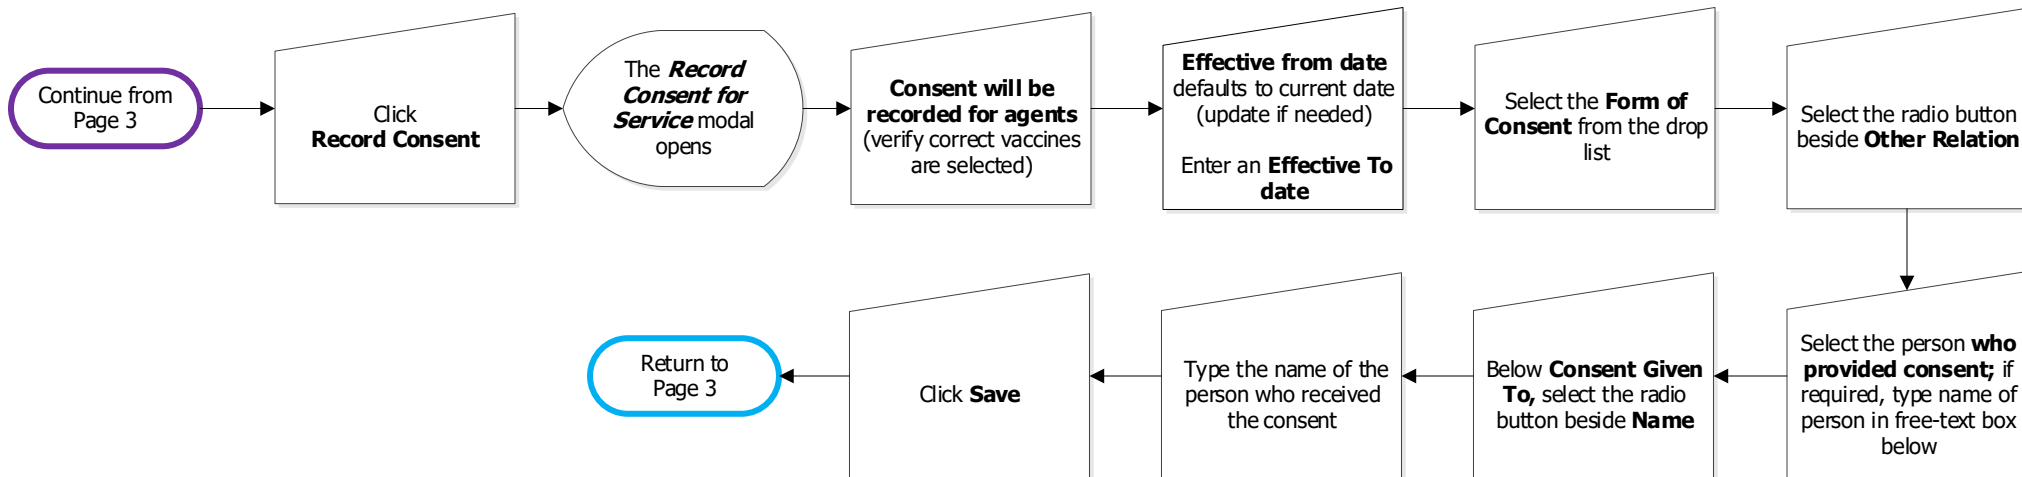 Continue from
Page 3
Click
Record Consent
The Record
Consent for
Service modal
opens
Consent will be
recorded for agents
(verify correct vaccines
are selected)
Effective from date
defaults to current date
(update if needed)
Enter an Effective To
date
Select the Form of
Consent from the drop
list
Select the radio button
beside Other Relation
Select the person who
provided consent; if
required, type name of
person in free-text box
below
Below Consent Given
To, select the radio
button beside Name
Type the name of the
person who received
the consent
Click Save
Return to
Page 3